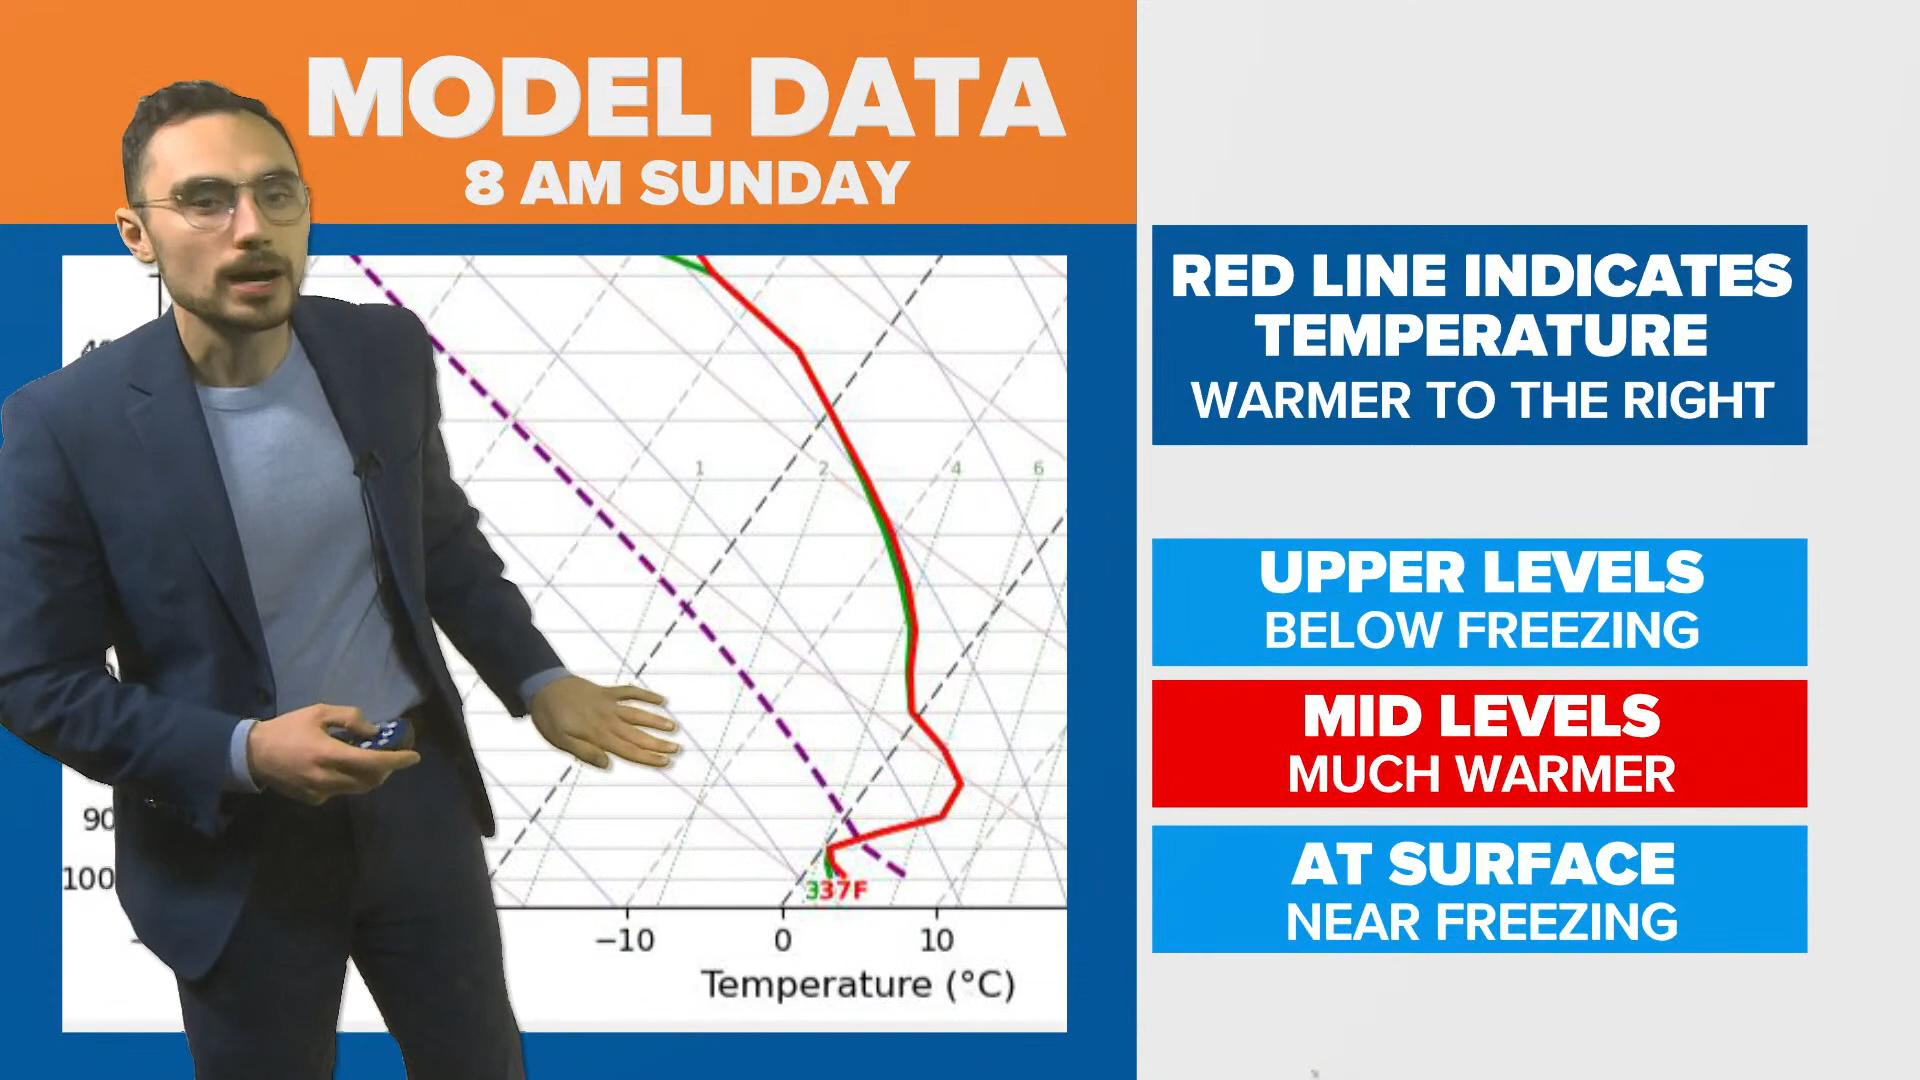 MODEL DATA
8 AM SUNDAY
RED LINE INDICATES
TEMPERATURE
WARMER TO THE RIGHT
1 2 4 6
UPPER LEVELS
BELOW FREEZING
MID LEVELS
MUCH WARMER
90
AT SURFACE
NEAR FREEZING
100
37F
−10 0 10
Temperature (°C)